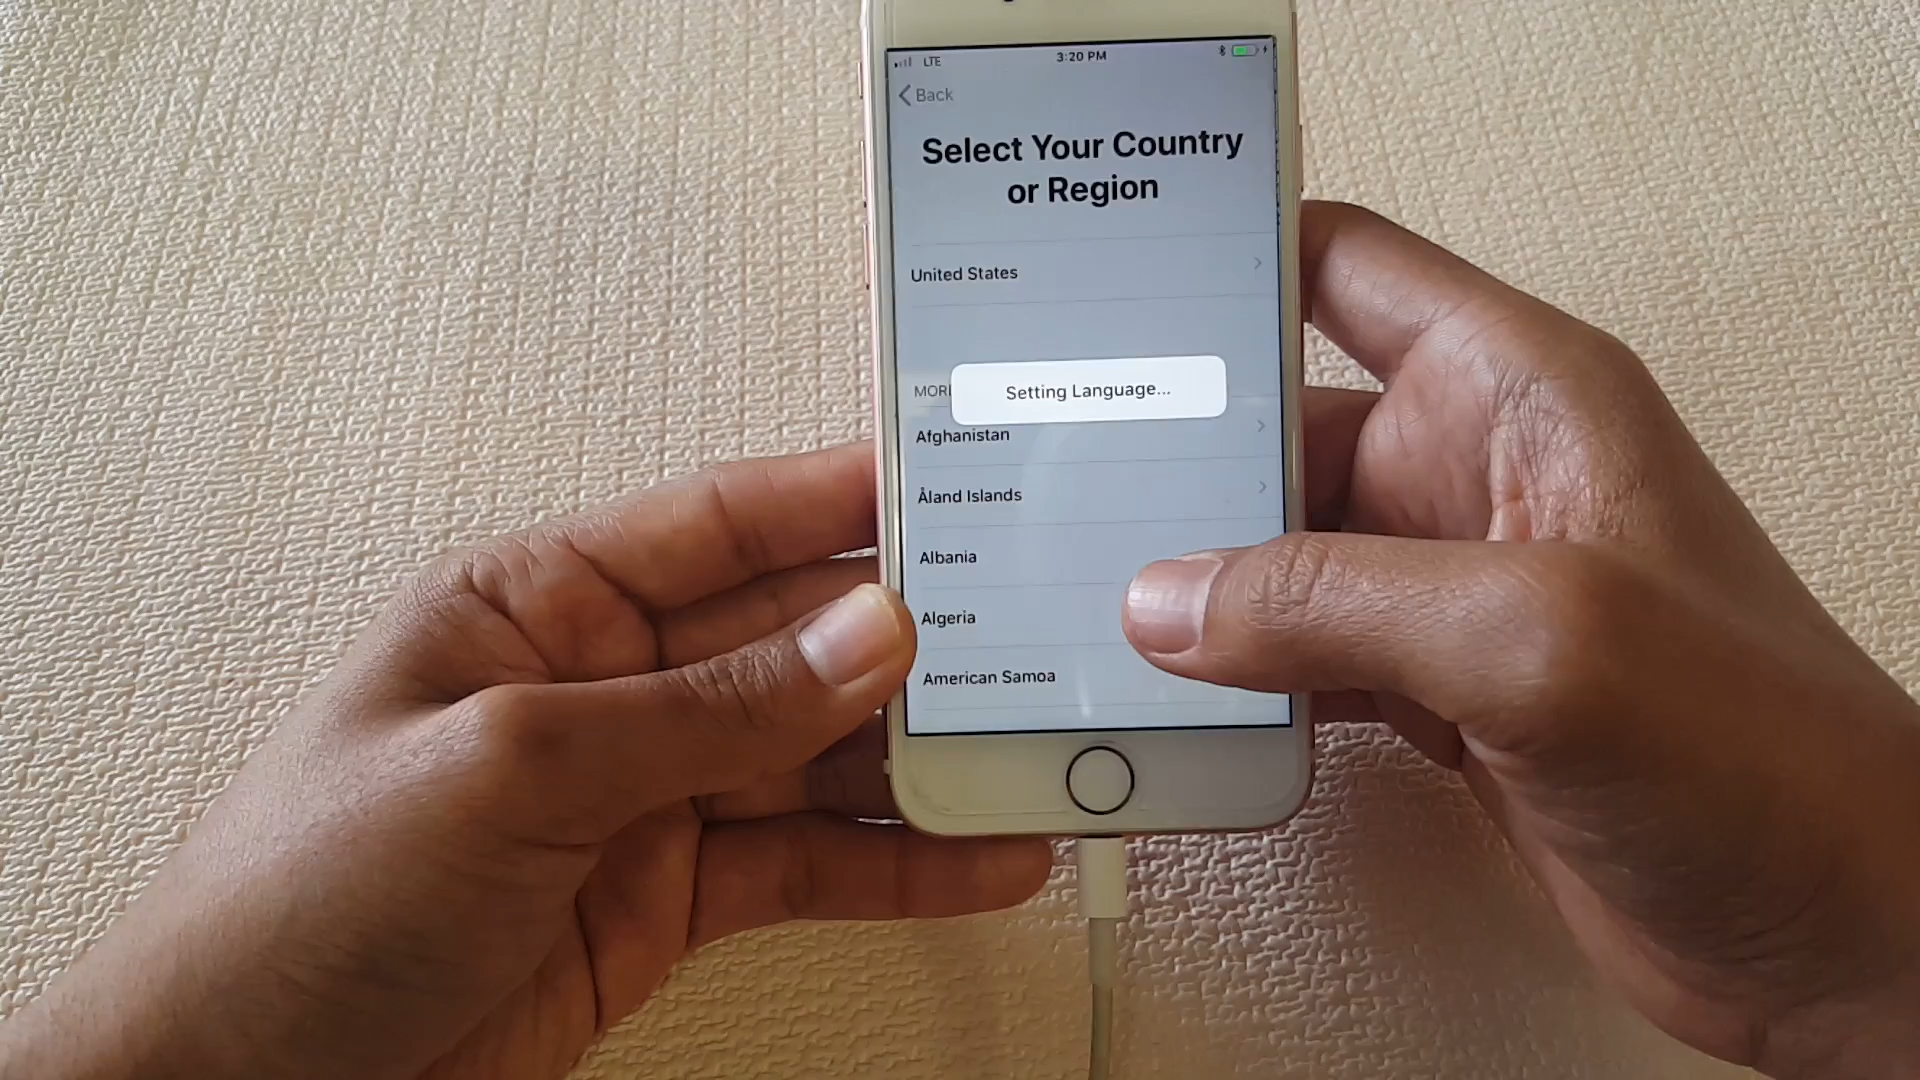 LTE 3:20 PM
Back
Select Your Country
or Region
United States
Setting Language...
Afghanistan
Åland Islands
Albania
Algeria
American Samoa